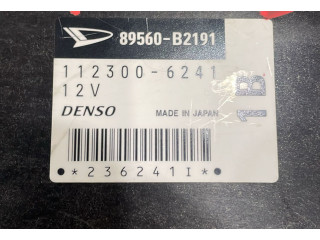 89560-B2191
112300-6241
12V
DENSO
MADE IN JAPAN
*236241I*